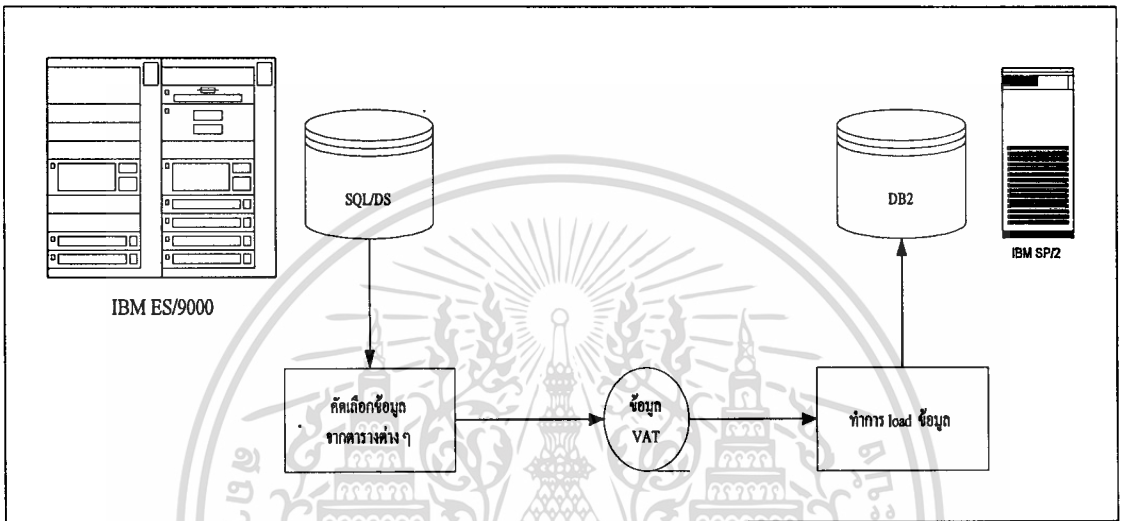 SQL/DS
DB2
IBM SP/2
IBM ES/9000
คัดเลือกข้อมูล
จากตารางต่าง ๆ
ข้อมูล
VAT
ทำการ load ข้อมูล